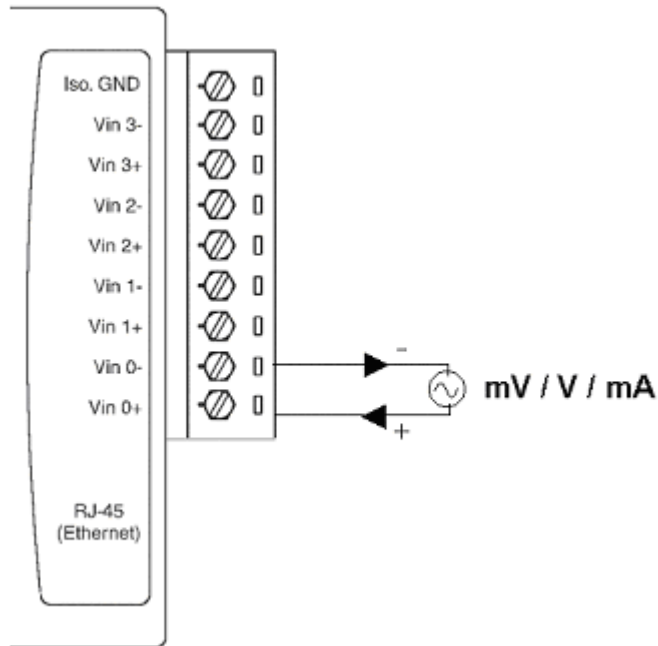 Iso. GND
Vin 3-
Vin 3+
Vin 2-
Vin 2+
Vin 1-
Vin 1+
Vin 0-
Vin 0+
-
mV / V / mA
+
RJ-45
(Ethernet)